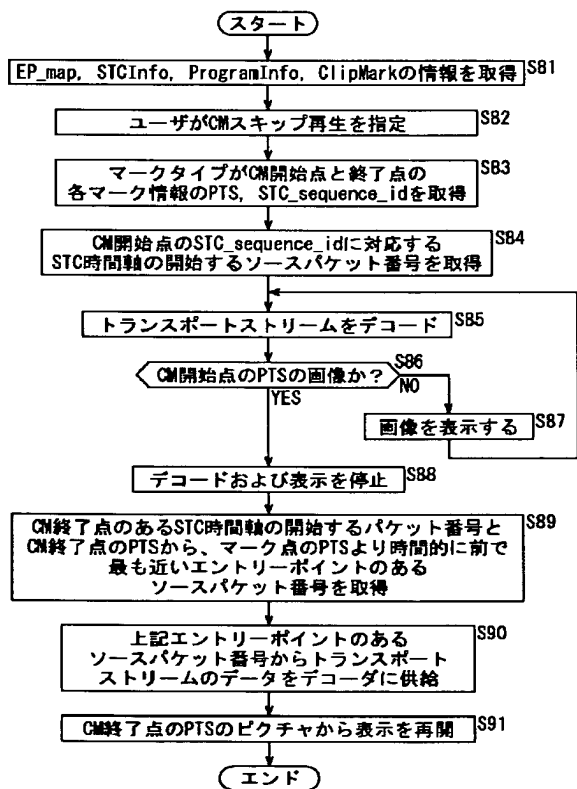 スタート
EP_map, STCInfo, ProgramInfo, ClipMarkの情報を取得
S81
ユーザがCMスキップ再生を指定
S82
マークタイプがCM開始点と終了点の
各マーク情報のPTS, STC_sequence_idを取得
S83
CM開始点のSTC_sequence_idに対応する
STC時間軸の開始するソースパケット番号を取得
S84
トランスポートストリームをデコード
S85
CM開始点のPTSの画像か?
S86
NO
YES
画像を表示する
S87
デコードおよび表示を停止
S88
CM終了点のあるSTC時間軸の開始するパケット番号と
CM終了点のPTSから、マーク点のPTSより時間的に前で
最も近いエントリーポイントのある
ソースパケット番号を取得
S89
上記エントリーポイントのある
ソースパケット番号からトランスポート
ストリームのデータをデコーダに供給
S90
CM終了点のPTSのピクチャから表示を再開
S91
エンド